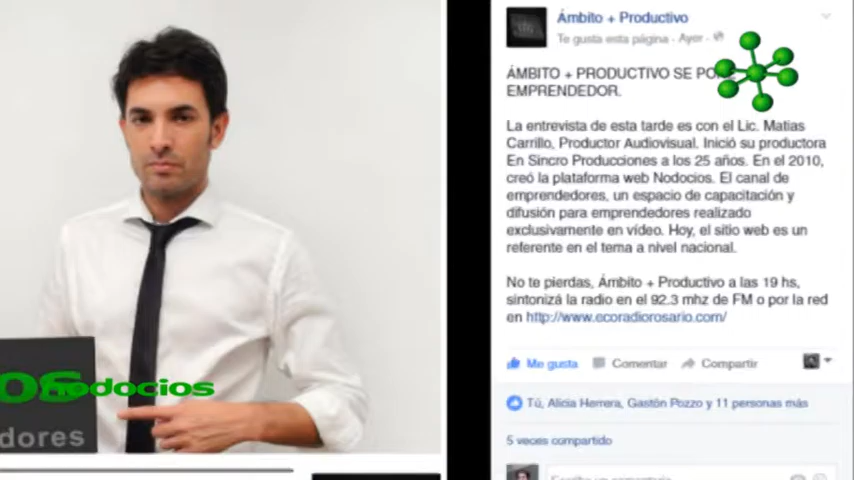 Ámbito + Productivo
Te gusta esta página · Ayer ·
ÁMBITO + PRODUCTIVO SE PO
EMPRENDEDOR.
La entrevista de esta tarde es con el Lic. Matias
Carrillo, Productor Audiovisual. Inició su productora
En Sincro Producciones a los 25 años. En el 2010,
creó la plataforma web Nodocios. El canal de
emprendedores, un espacio de capacitación y
difusión para emprendedores realizado
exclusivamente en vídeo. Hoy, el sitio web es un
referente en el tema a nivel nacional.
No te pierdas, Ámbito + Productivo a las 19 hs,
sintonizá la radio en el 92.3 mhz de FM o por la red
en http://www.ecoradiorosario.com/
Me gusta Comentar Compartir
Tú, Alicia Herrera, Gastón Pozzo y 11 personas más
5 veces compartido
os
nodocios
dores